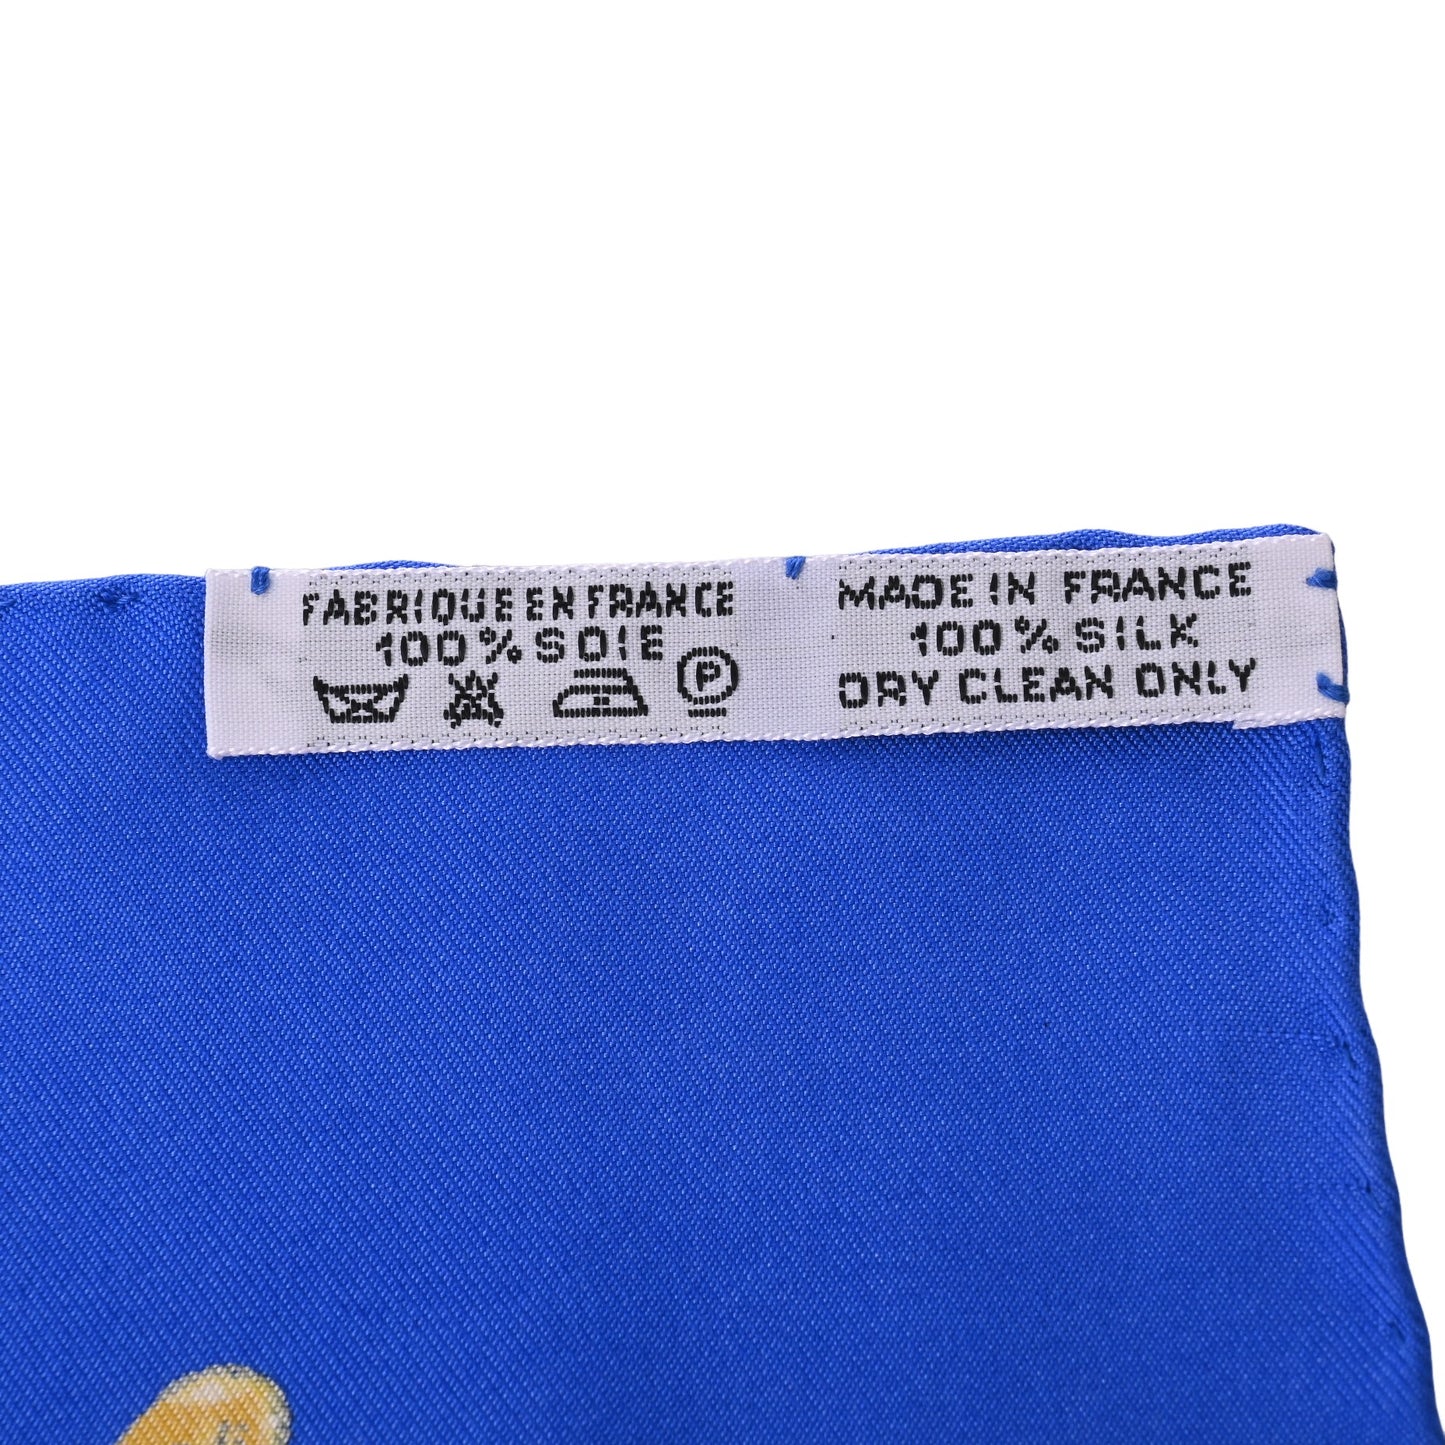 FABRIQUE EN FRANCE
100% SOIE
P
MADE IN FRANCE
100% SILK
DRY CLEAN ONLY